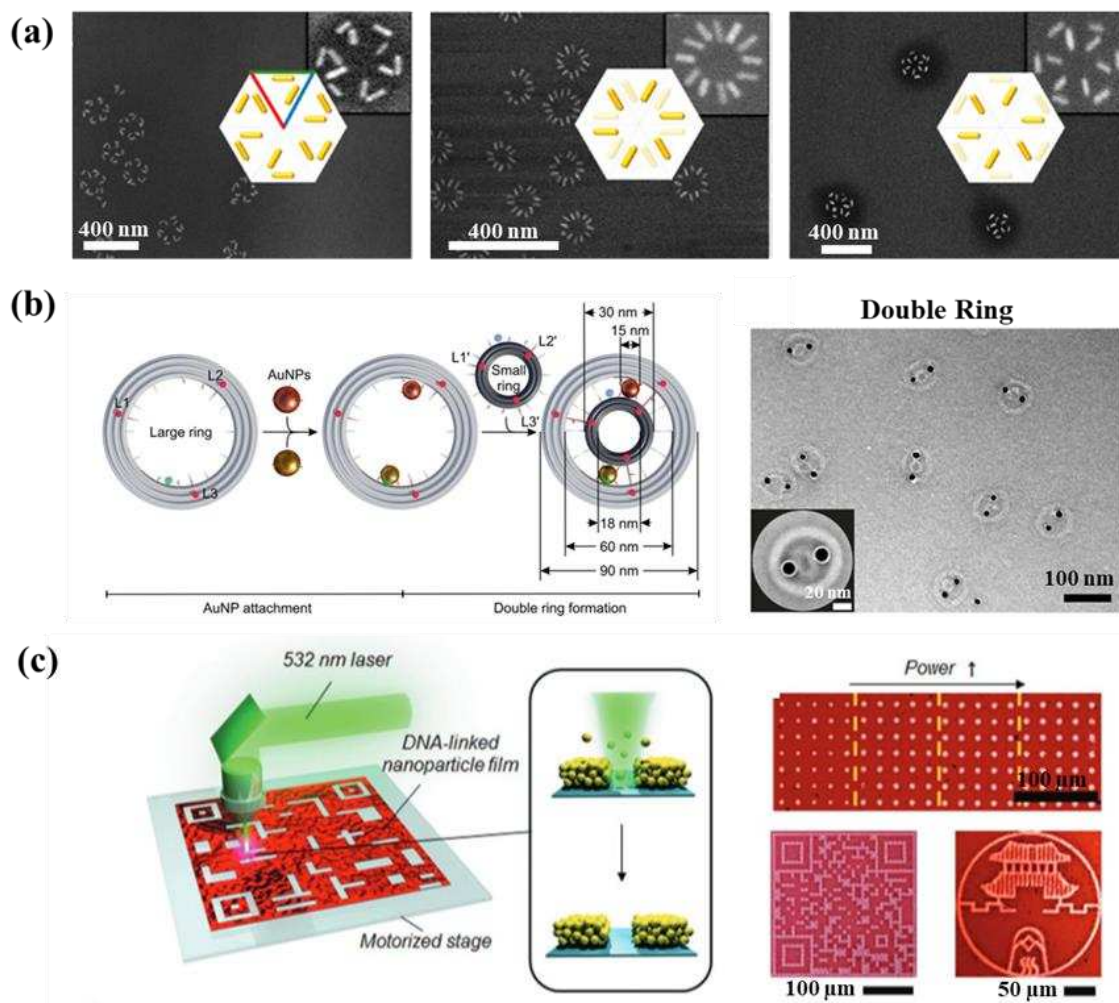 (a)
400 nm
400 nm
400 nm
(b)
L2
L1
Large ring
L3
AuNPs
L1'
L2'
Small
ring
L3'
30 nm
15 nm
18 nm
60 nm
90 nm
AuNP attachment
Double ring formation
Double Ring
20 nm
100 nm
(c)
532 nm laser
DNA-linked
nanoparticle film
Motorized stage
Power ↑
100 µm
100 µm
50 µm